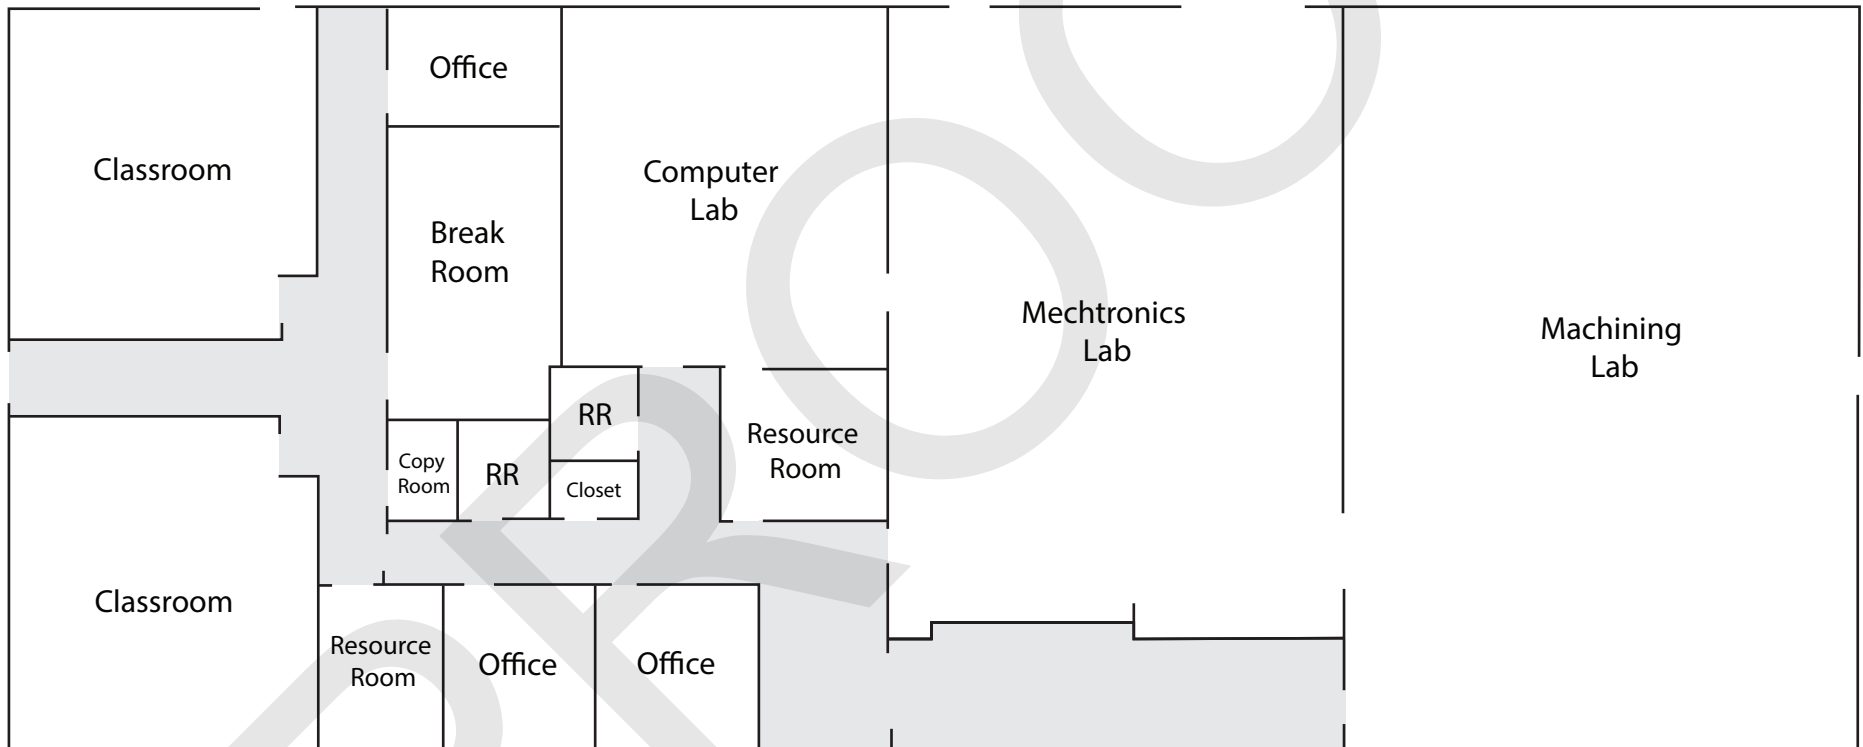 Office
Classroom
Computer
Lab
Break
Room
Mechtronics
Lab
Machining
Lab
RR
Resource
Room
Copy
Room
RR
Closet
Classroom
Resource
Room
Office
Office